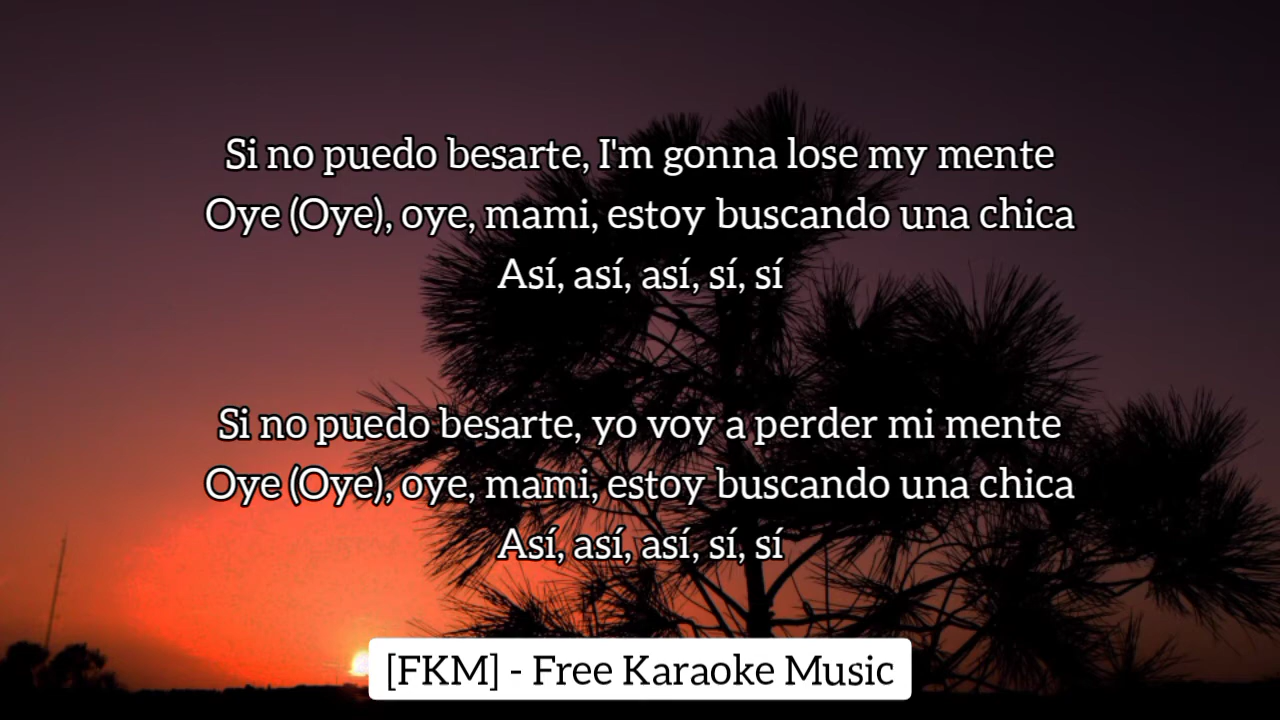 Si no puedo besarte, I'm gonna lose my mente
Oye (Oye), oye, mami, estoy buscando una chica
Así, así, así, sí, sí
Si no puedo besarte, yo voy a perder mi mente
Oye (Oye), oye, mami, estoy buscando una chica
Así, así, así, sí, sí
[FKM] - Free Karaoke Music